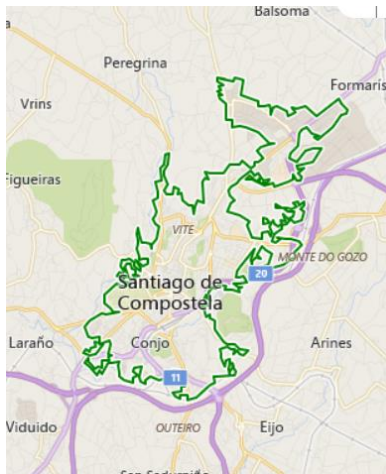 Balsoma
Peregrina
Formaris
Vrins
Figueiras
VITE
MONTE DO GOZO
20
Santiago de
Compostela
Laraño
Conjo
Arines
11
Viduido
OUTEIRO
Eijo